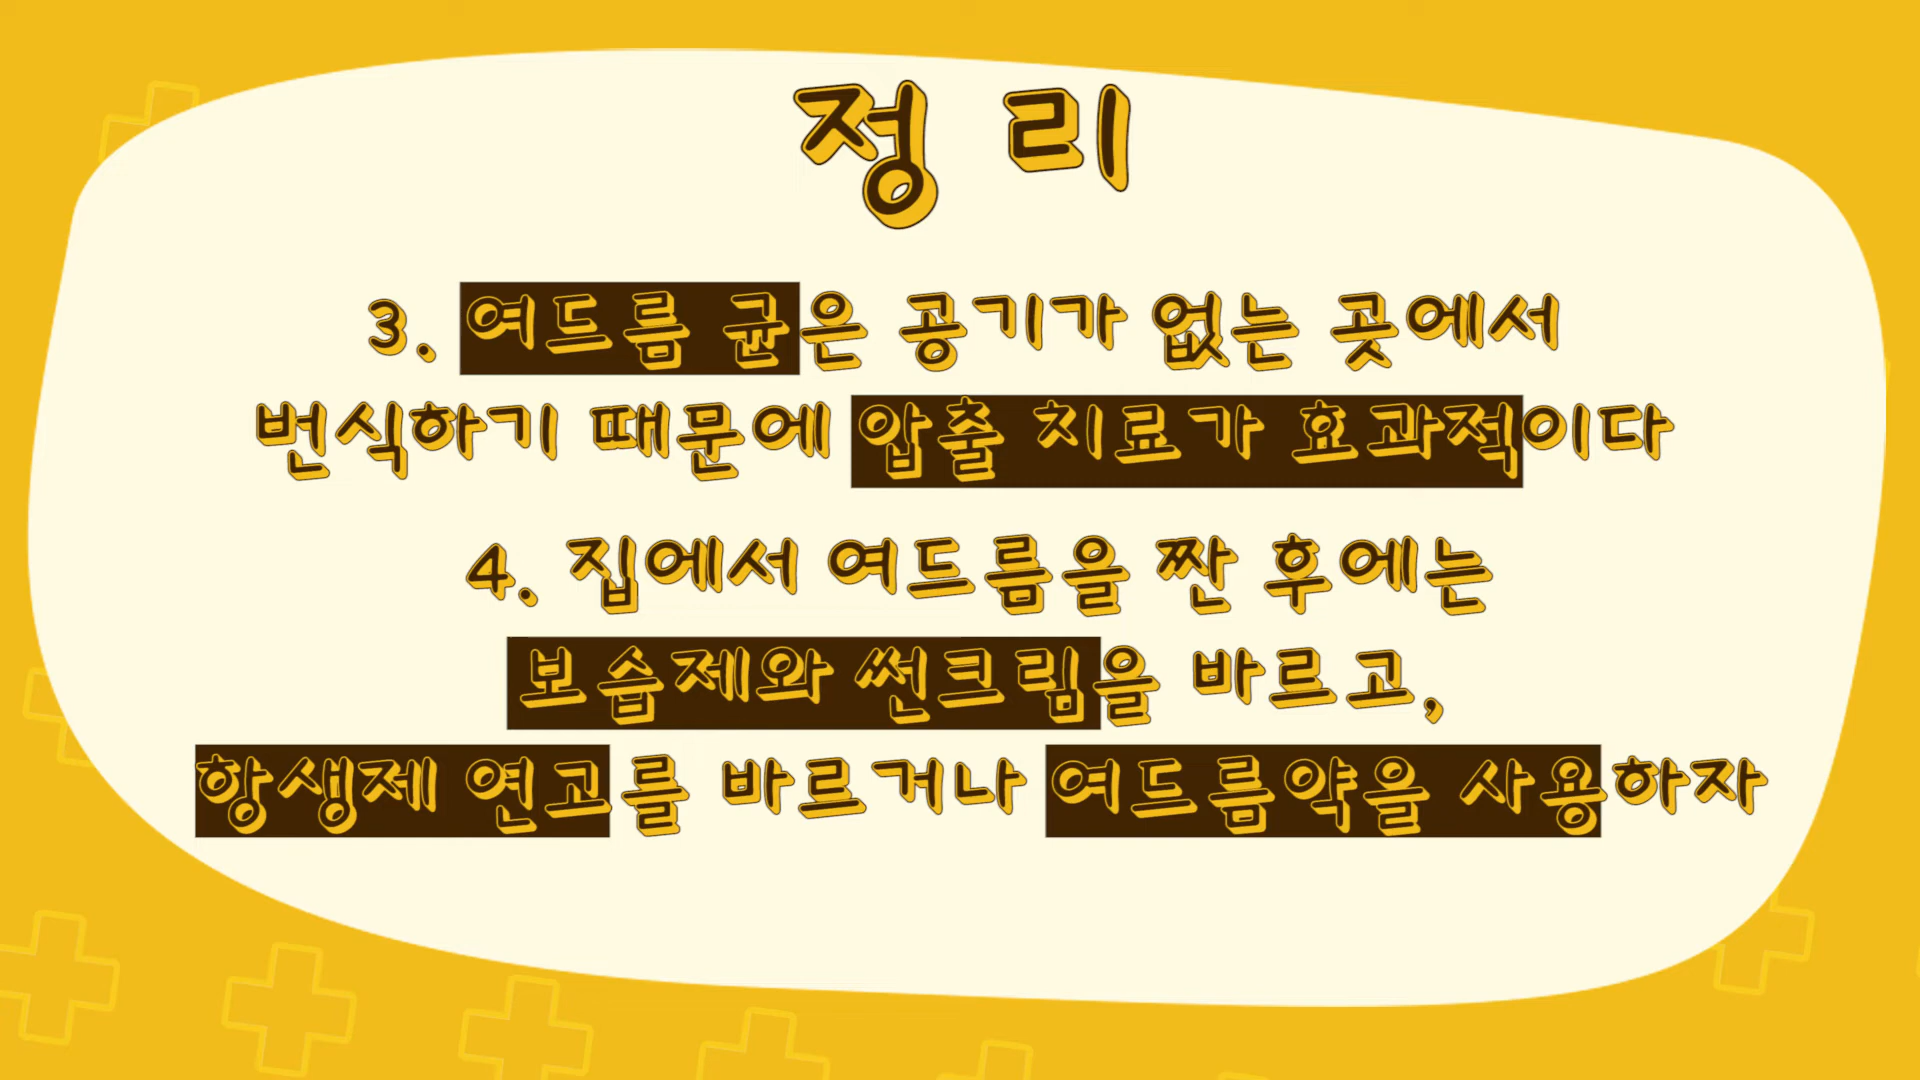 정 리
3. 여드름 균은 공기가 없는 곳에서
번식하기 때문에 압출 치료가 효과적이다
4. 집에서 여드름을 짠 후에는
보습제와 썬크림을 바르고,
항생제 연고를 바르거나 여드름약을 사용하자